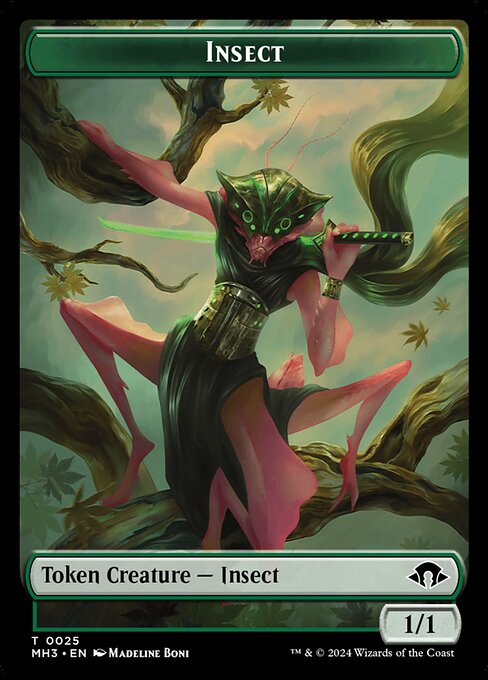 Insect
Token Creature — Insect
1/1
T 0025
MH3 • EN Madeline Boni
™ & © 2024 Wizards of the Coast